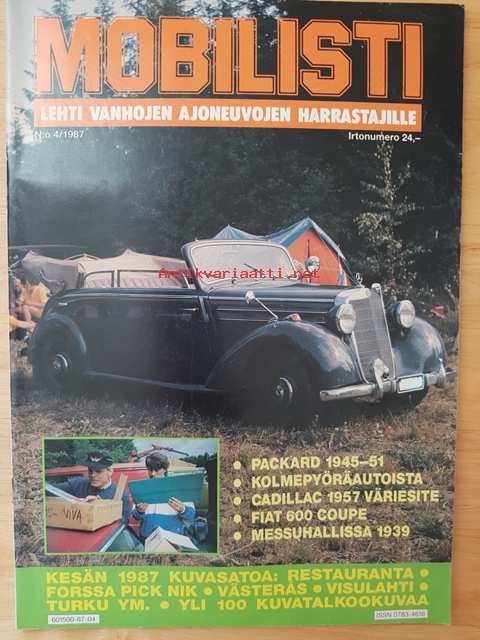 MOBILISTI
LEHTI VANHOJEN AJONEUVOJEN HARRASTAJILLE
N:o 4/1987
Irtonumero 24,–
Antikvariaatti.net
• PACKARD 1945–51
• KOLMEPYÖRÄAUTOISTA
• CADILLAC 1957 VÄRIESITE
• FIAT 600 COUPE
• MESSUHALLISSA 1939
VIVA
KESÄN 1987 KUVASATOA: RESTAURANTA •
FORSSA PICK NIK • VÄSTERÅS • VISULAHTI •
TURKU YM. • YLI 100 KUVATALKOOKUVAA
601500-87-04
ISSN 0783-4616